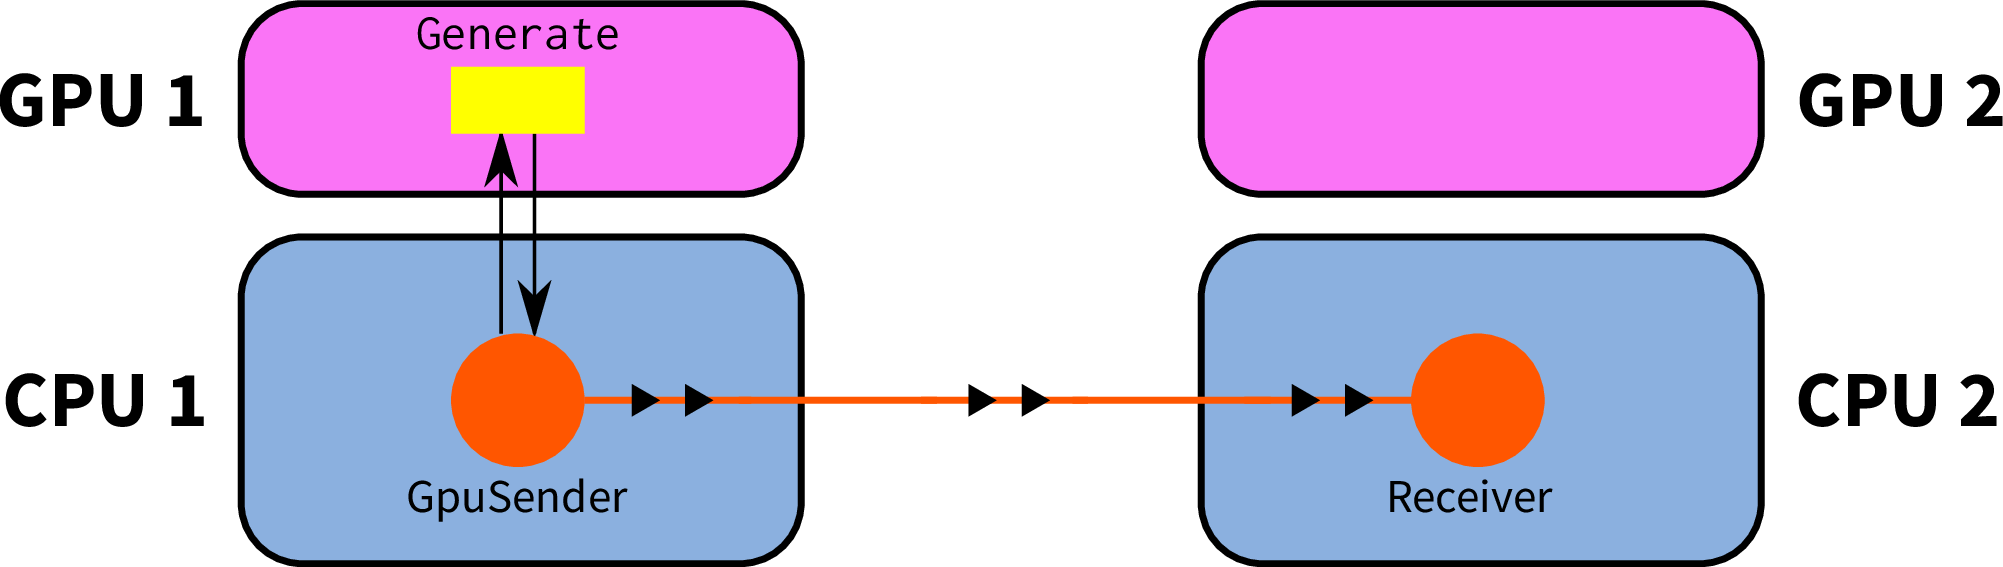 Generate
GPU 1
GPU 2
CPU 1
CPU 2
GpuSender
Receiver